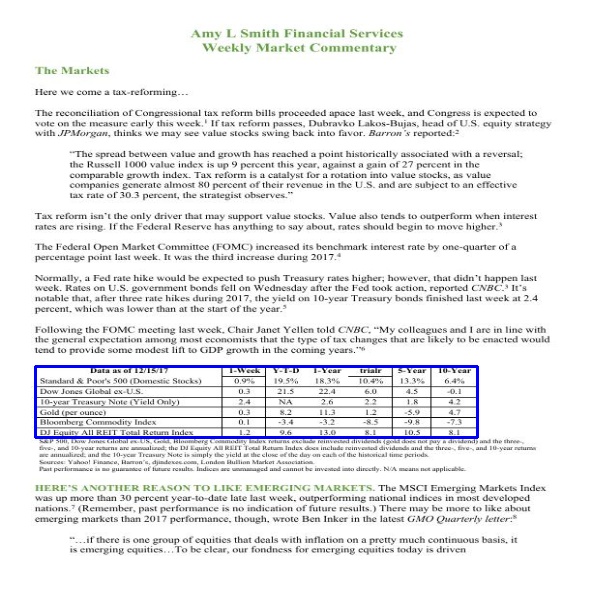 Amy L Smith Financial Services
Weekly Market Commentary
The Markets
Here we come a tax-reforming…
The reconciliation of Congressional tax reform bills proceeded apace last week, and Congress is expected to
vote on the measure early this week.¹ If tax reform passes, Dubravko Lakos-Bujas, head of U.S. equity strategy
with JPMorgan, thinks we may see value stocks swing back into favor. Barron's reported:²
“The spread between value and growth has reached a point historically associated with a reversal;
the Russell 1000 value index is up 9 percent this year, against a gain of 27 percent in the
comparable growth index. Tax reform is a catalyst for a rotation into value stocks, as value
companies generate almost 80 percent of their revenue in the U.S. and are subject to an effective
tax rate of 30.3 percent, the strategist observes.”
Tax reform isn't the only driver that may support value stocks. Value also tends to outperform when interest
rates are rising. If the Federal Reserve has anything to say about, rates should begin to move higher.³
The Federal Open Market Committee (FOMC) increased its benchmark interest rate by one-quarter of a
percentage point last week. It was the third increase during 2017.⁴
Normally, a Fed rate hike would be expected to push Treasury rates higher; however, that didn't happen last
week. Rates on U.S. government bonds fell on Wednesday after the Fed took action, reported CNBC.³ It's
notable that, after three rate hikes during 2017, the yield on 10-year Treasury bonds finished last week at 2.4
percent, which was lower than at the start of the year.⁵
Following the FOMC meeting last week, Chair Janet Yellen told CNBC, “My colleagues and I are in line with
the general expectation among most economists that the type of tax changes that are likely to be enacted would
tend to provide some modest lift to GDP growth in the coming years.”⁶
Data as of 12/15/17 1-Week Y-T-D 1-Year trialr 5-Year 10-Year
Standard & Poor's 500 (Domestic Stocks) 0.9% 19.5% 18.3% 10.4% 13.3% 6.4%
Dow Jones Global ex-U.S. 0.3 21.5 22.4 6.0 4.5 -0.1
10-year Treasury Note (Yield Only) 2.4 NA 2.6 2.2 1.8 4.2
Gold (per ounce) 0.3 8.2 11.3 1.2 -5.9 4.7
Bloomberg Commodity Index 0.1 -3.4 -3.2 -8.5 -9.8 -7.3
DJ Equity All REIT Total Return Index 1.2 9.6 13.0 8.1 10.5 8.1
S&P 500, Dow Jones Global ex-US, Gold, Bloomberg Commodity Index returns exclude reinvested dividends (gold does not pay a dividend) and the three-,
five-, and 10-year returns are annualized; the DJ Equity All REIT Total Return Index does include reinvested dividends and the three-, five-, and 10-year returns
are annualized; and the 10-year Treasury Note is simply the yield at the close of the day on each of the historical time periods.
Sources: Yahoo! Finance, Barron's, djindexes.com, London Bullion Market Association.
Past performance is no guarantee of future results. Indices are unmanaged and cannot be invested into directly. N/A means not applicable.
HERE'S ANOTHER REASON TO LIKE EMERGING MARKETS. The MSCI Emerging Markets Index
was up more than 30 percent year-to-date late last week, outperforming national indices in most developed
nations.⁷ (Remember, past performance is no indication of future results.) There may be more to like about
emerging markets than 2017 performance, though, wrote Ben Inker in the latest GMO Quarterly letter:⁸
“…if there is one group of equities that deals with inflation on a pretty much continuous basis, it
is emerging equities…To be clear, our fondness for emerging equities today is driven